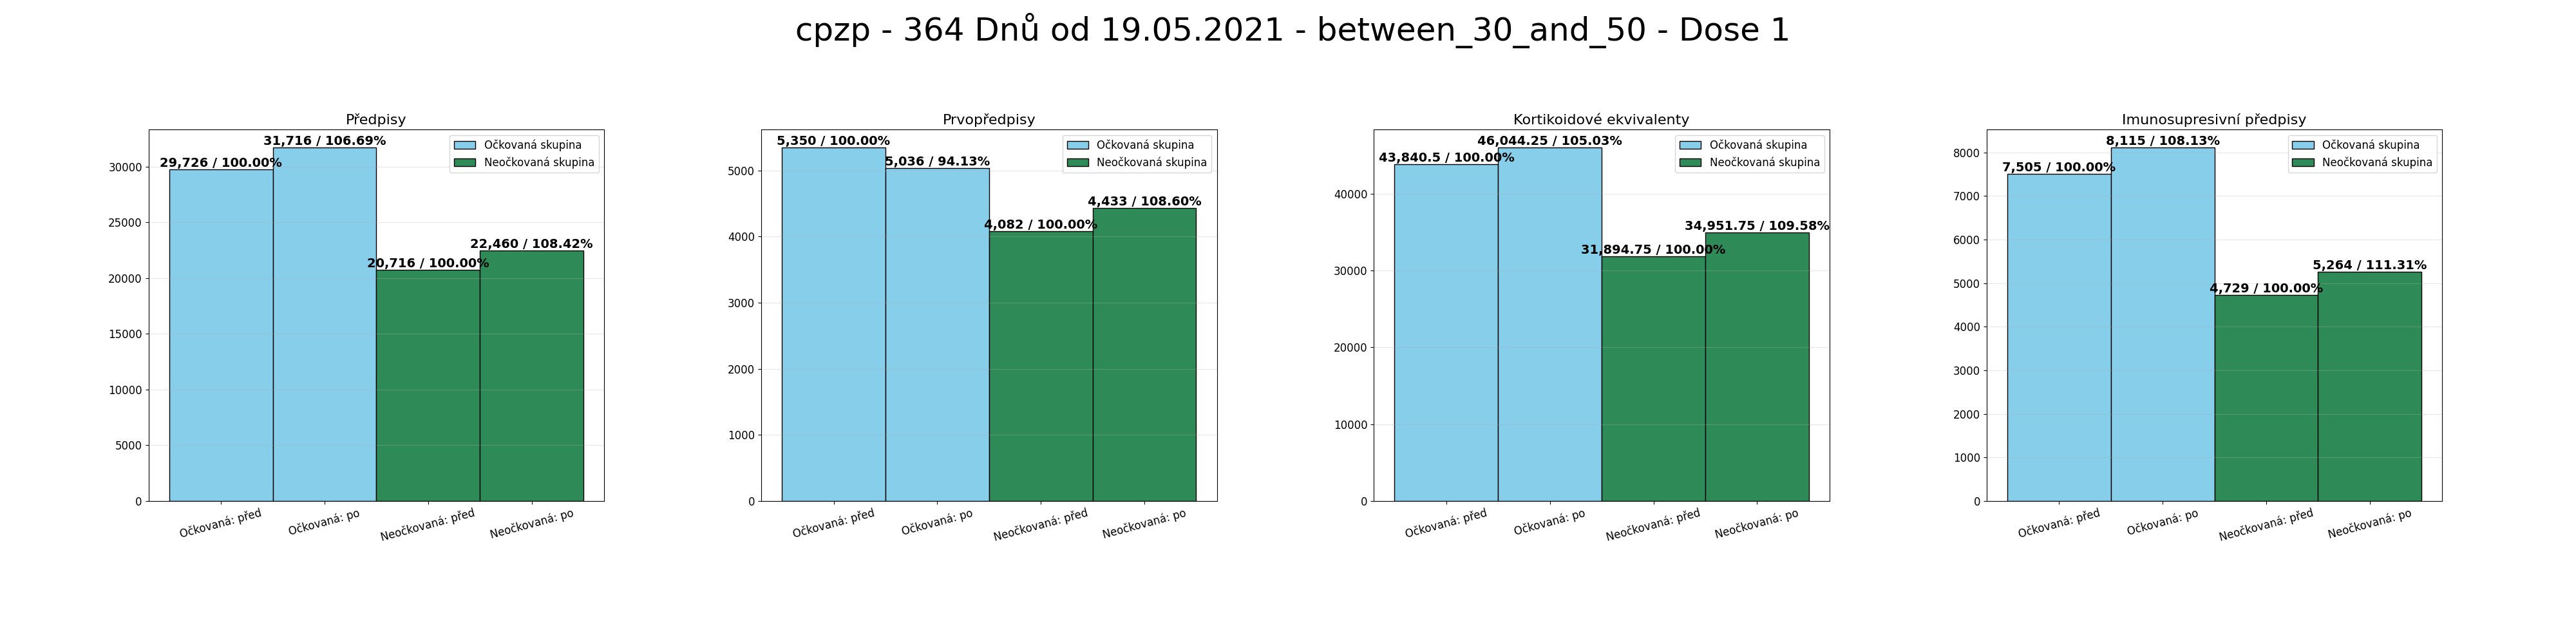 cpzp - 364 Dnů od 19.05.2021 - between_30_and_50 - Dose 1
Předpisy
31,716 / 106.69%
29,726 / 100.00%
22,460 / 108.42%
20,716 / 100.00%
Očkovaná skupina
Neočkovaná skupina
30000
25000
20000
15000
10000
5000
0
Očkovaná: před
Očkovaná: po
Neočkovaná: před
Neočkovaná: po
Prvopředpisy
5,350 / 100.00%
5,036 / 94.13%
4,433 / 108.60%
4,082 / 100.00%
Očkovaná skupina
Neočkovaná skupina
5000
4000
3000
2000
1000
0
Očkovaná: před
Očkovaná: po
Neočkovaná: před
Neočkovaná: po
Kortikoidové ekvivalenty
46,044.25 / 105.03%
43,840.5 / 100.00%
34,951.75 / 109.58%
31,894.75 / 100.00%
Očkovaná skupina
Neočkovaná skupina
40000
30000
20000
10000
0
Očkovaná: před
Očkovaná: po
Neočkovaná: před
Neočkovaná: po
Imunosupresivní předpisy
8,115 / 108.13%
7,505 / 100.00%
5,264 / 111.31%
4,729 / 100.00%
Očkovaná skupina
Neočkovaná skupina
8000
7000
6000
5000
4000
3000
2000
1000
0
Očkovaná: před
Očkovaná: po
Neočkovaná: před
Neočkovaná: po